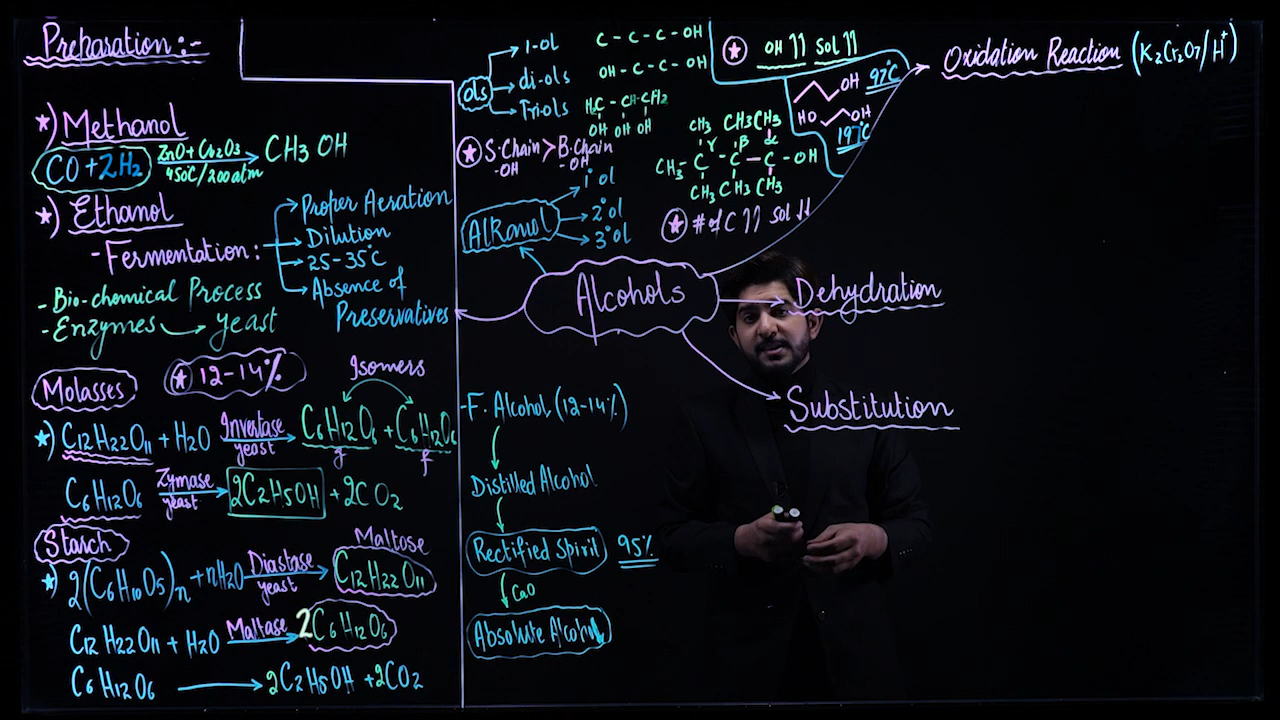 Preparation:-
*) Methanol
CO + 2H2 ZnO + Cr2O3 450°C/200 atm CH3OH
*) Ethanol
- Fermentation:
Proper Aeration
Dilution
25-35°C
Absence of
Preservatives
- Bio-chemical Process
- Enzymes → yeast
Molasses
* 12-14%
Isomers
*) C12H22O11 + H2O Invertase yeast C6H12O6 + C6H12O6
g f
C6H12O6 Zymase yeast 2C2H5OH + 2CO2
Starch
Maltose
*) 2(C6H10O5)n + nH2O Diastase yeast C12H22O11
C12H22O11 + H2O Maltase 2C6H12O6
C6H12O6 → 2C2H5OH + 2CO2
ols
1-ol
di-ols
Tri-ols
C-C-C-OH
OH-C-C-OH
H2C-CH-CH2
OH OH OH
* S.Chain > B.Chain
-OH -OH
Alkanol
1° ol
2° ol
3° ol
CH3 CH3 CH3
γ β α
CH3-C-C-C-OH
CH3 CH3 CH3
* # of C ↑↑ Sol ↓↓
* OH ↑↑ Sol ↑↑
OH 97°C
HO OH
197°C
Alcohols
Oxidation Reaction (K2Cr2O7/H+)
Dehydration
Substitution
-F. Alcohol (12-14%)
Distilled Alcohol
Rectified Spirit 95%
CaO
Absolute Alcohol